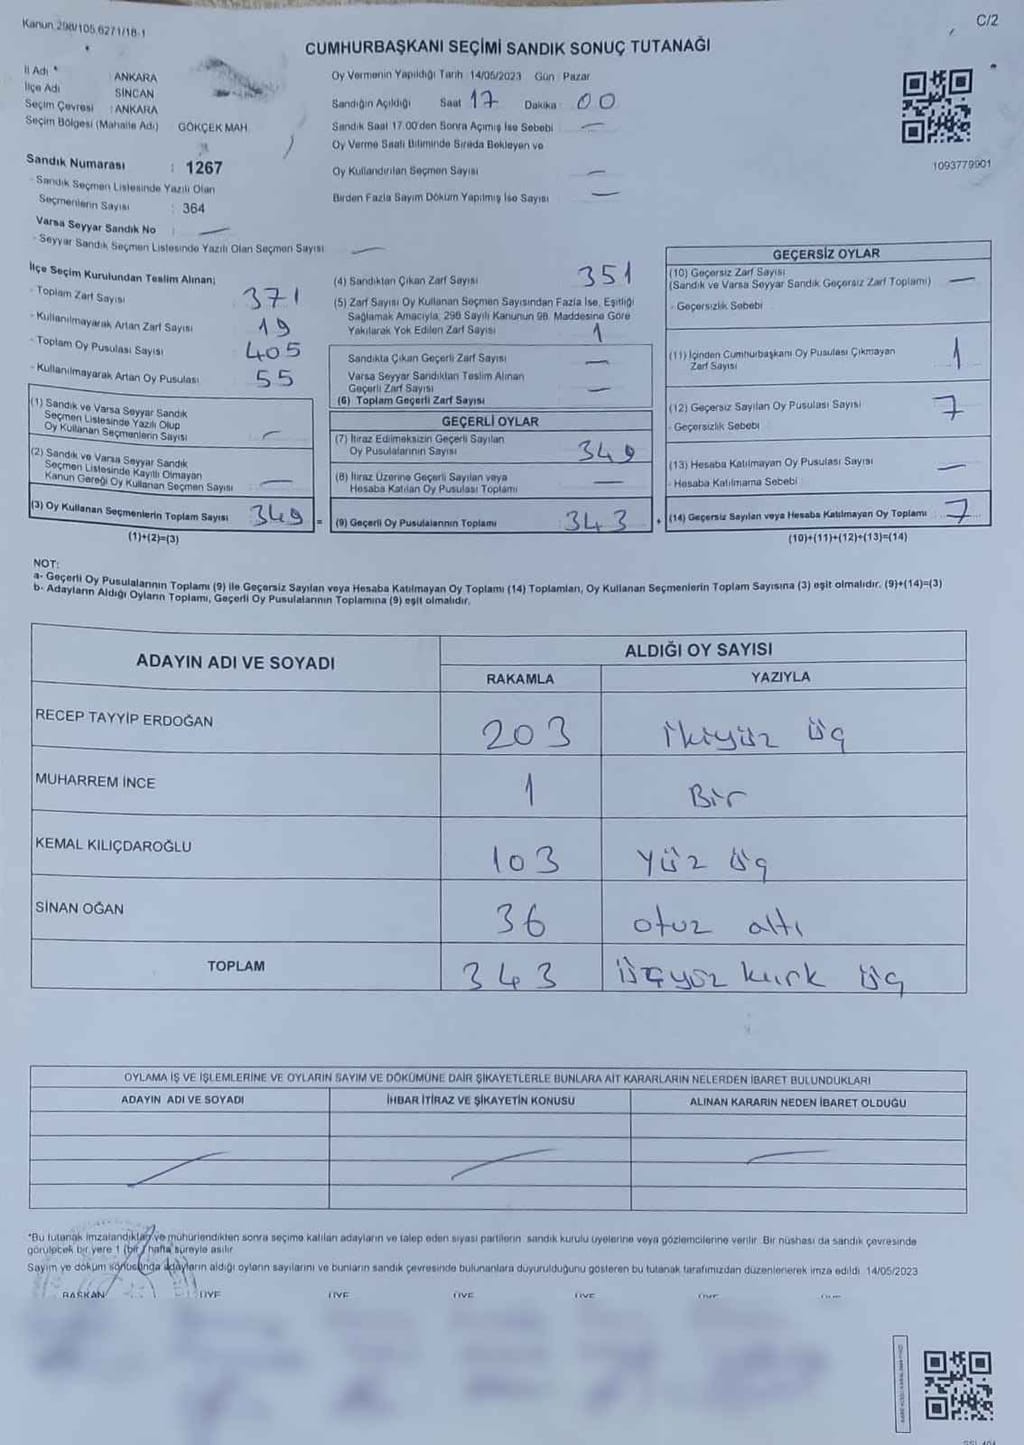 Kanun 298/105 6271/18-1
C/2
CUMHURBAŞKANI SEÇİMİ SANDIK SONUÇ TUTANAĞI
İl Adı : ANKARA
İlçe Adı SİNCAN
Seçim Çevresi : ANKARA
Seçim Bölgesi (Mahalle Adı) GÖKÇEK MAH.
Sandık Numarası : 1267
- Sandık Seçmen Listesinde Yazılı Olan
Seçmenlerin Sayısı : 364
Varsa Seyyar Sandık No : —
- Seyyar Sandık Seçmen Listesinde Yazılı Olan Seçmen Sayısı —
Oy Vermenin Yapıldığı Tarih 14/05/2023 Gün Pazar
Sandığın Açıldığı Saat 17 Dakika 00
Sandık Saat 17.00'den Sonra Açımış İse Sebebi —
Oy Verme Saati Bitiminde Sırada Bekleyen ve
Oy Kullandırılan Seçmen Sayısı —
Birden Fazla Sayım Döküm Yapılmış İse Sayısı —
1093779901
İlçe Seçim Kurulundan Teslim Alınan;
- Toplam Zarf Sayısı 371
- Kullanılmayarak Artan Zarf Sayısı 19
- Toplam Oy Pusulası Sayısı 405
- Kullanılmayarak Artan Oy Pusulası 55
(1) Sandık ve Varsa Seyyar Sandık
Seçmen Listesinde Yazılı Olup
Oy Kullanan Seçmenlerin Sayısı —
(2) Sandık ve Varsa Seyyar Sandık
Seçmen Listesinde Kayıtlı Olmayan
Kanun Gereği Oy Kullanan Seçmen Sayısı —
(3) Oy Kullanan Seçmenlerin Toplam Sayısı 349 =
(1)+(2)=(3)
(4) Sandıktan Çıkan Zarf Sayısı 351
(5) Zarf Sayısı Oy Kullanan Seçmen Sayısından Fazla İse, Eşitliği
Sağlamak Amacıyla, 298 Sayılı Kanunun 98. Maddesine Göre
Yakılarak Yok Edilen Zarf Sayısı 1
Sandıkta Çıkan Geçerli Zarf Sayısı —
Varsa Seyyar Sandıktan Teslim Alınan
Geçerli Zarf Sayısı —
(6) Toplam Geçerli Zarf Sayısı
GEÇERLİ OYLAR
(7) İtiraz Edilmeksizin Geçerli Sayılan
Oy Pusulalarının Sayısı 349
(8) İtiraz Üzerine Geçerli Sayılan veya
Hesaba Katılan Oy Pusulası Toplamı —
(9) Geçerli Oy Pusulalarının Toplamı 343 +
GEÇERSİZ OYLAR
(10) Geçersiz Zarf Sayısı
(Sandık ve Varsa Seyyar Sandık Geçersiz Zarf Toplamı) —
- Geçersizlik Sebebi
(11) İçinden Cumhurbaşkanı Oy Pusulası Çıkmayan
Zarf Sayısı 1
(12) Geçersiz Sayılan Oy Pusulası Sayısı 7
- Geçersizlik Sebebi
(13) Hesaba Katılmayan Oy Pusulası Sayısı —
- Hesaba Katılmama Sebebi
(14) Geçersiz Sayılan veya Hesaba Katılmayan Oy Toplamı 7
(10)+(11)+(12)+(13)=(14)
NOT:
a- Geçerli Oy Pusulalarının Toplamı (9) ile Geçersiz Sayılan veya Hesaba Katılmayan Oy Toplamı (14) Toplamları, Oy Kullanan Seçmenlerin Toplam Sayısına (3) eşit olmalıdır. (9)+(14)=(3)
b- Adayların Aldığı Oyların Toplamı, Geçerli Oy Pusulalarının Toplamına (9) eşit olmalıdır.
ADAYIN ADI VE SOYADI
ALDIĞI OY SAYISI
RAKAMLA YAZIYLA
RECEP TAYYİP ERDOĞAN 203 ikiyüz üç
MUHARREM İNCE 1 Bir
KEMAL KILIÇDAROĞLU 103 yüz üç
SİNAN OĞAN 36 otuz altı
TOPLAM 343 üçyüz kırk üç
OYLAMA İŞ VE İŞLEMLERİNE VE OYLARIN SAYIM VE DÖKÜMÜNE DAİR ŞİKAYETLERLE BUNLARA AİT KARARLARIN NELERDEN İBARET BULUNDUKLARI
ADAYIN ADI VE SOYADI İHBAR İTİRAZ VE ŞİKAYETİN KONUSU ALINAN KARARIN NEDEN İBARET OLDUĞU
*Bu tutanak imzalandıktan ve mühürlendikten sonra seçime katılan adayların ve talep eden siyasi partilerin sandık kurulu üyelerine veya gözlemcilerine verilir. Bir nüshası da sandık çevresinde
görülecek bir yere 1 (bir) hafta süreyle asılır.
Sayım ve döküm sonucunda adayların aldığı oyların sayılarını ve bunların sandık çevresinde bulunanlara duyurulduğunu gösteren bu tutanak tarafımızdan düzenlenerek imza edildi. 14/05/2023
BAŞKAN ÜYE ÜYE ÜYE ÜYE